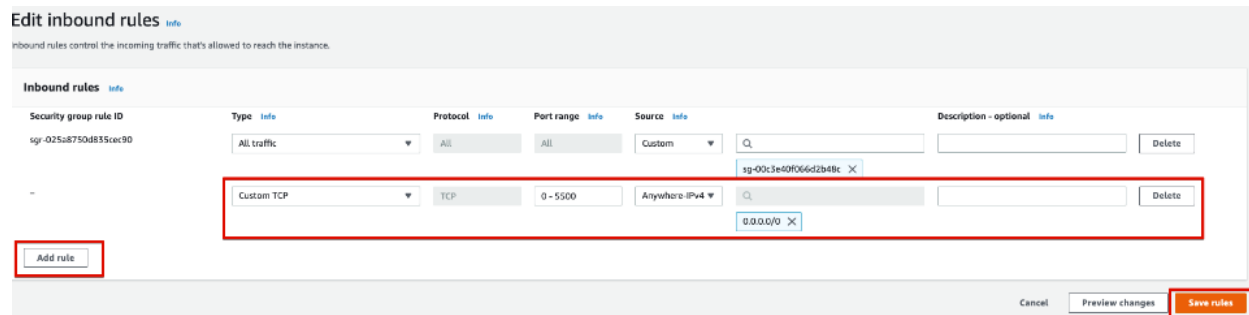 Edit inbound rules Info
Inbound rules control the incoming traffic that's allowed to reach the instance.
Inbound rules Info
Security group rule ID Type Info Protocol Info Port range Info Source Info Description - optional Info
sgr-025a8750d835cec90 All traffic All All Custom Delete
sg-00c3e40f066d2b48c
– Custom TCP TCP 0 - 5500 Anywhere-IPv4 Delete
0.0.0.0/0
Add rule
Cancel Preview changes Save rules